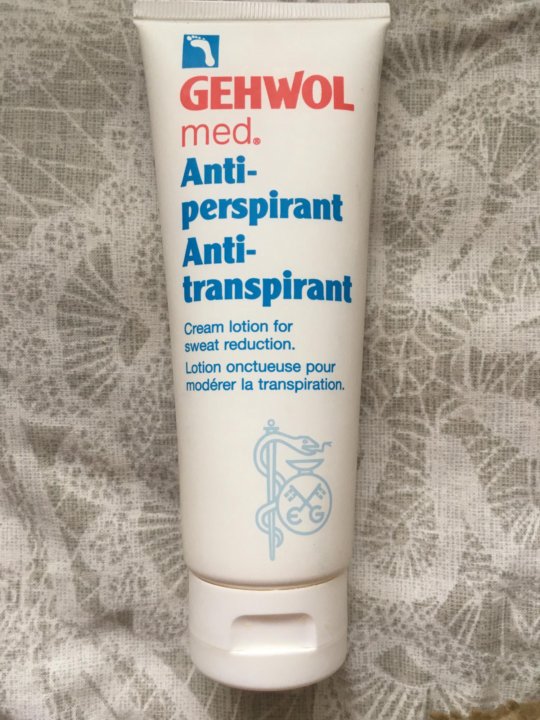 GEHWOL
med®
Anti-
perspirant
Anti-
transpirant
Cream lotion for
sweat reduction.
Lotion onctueuse pour
modérer la transpiration.
E G